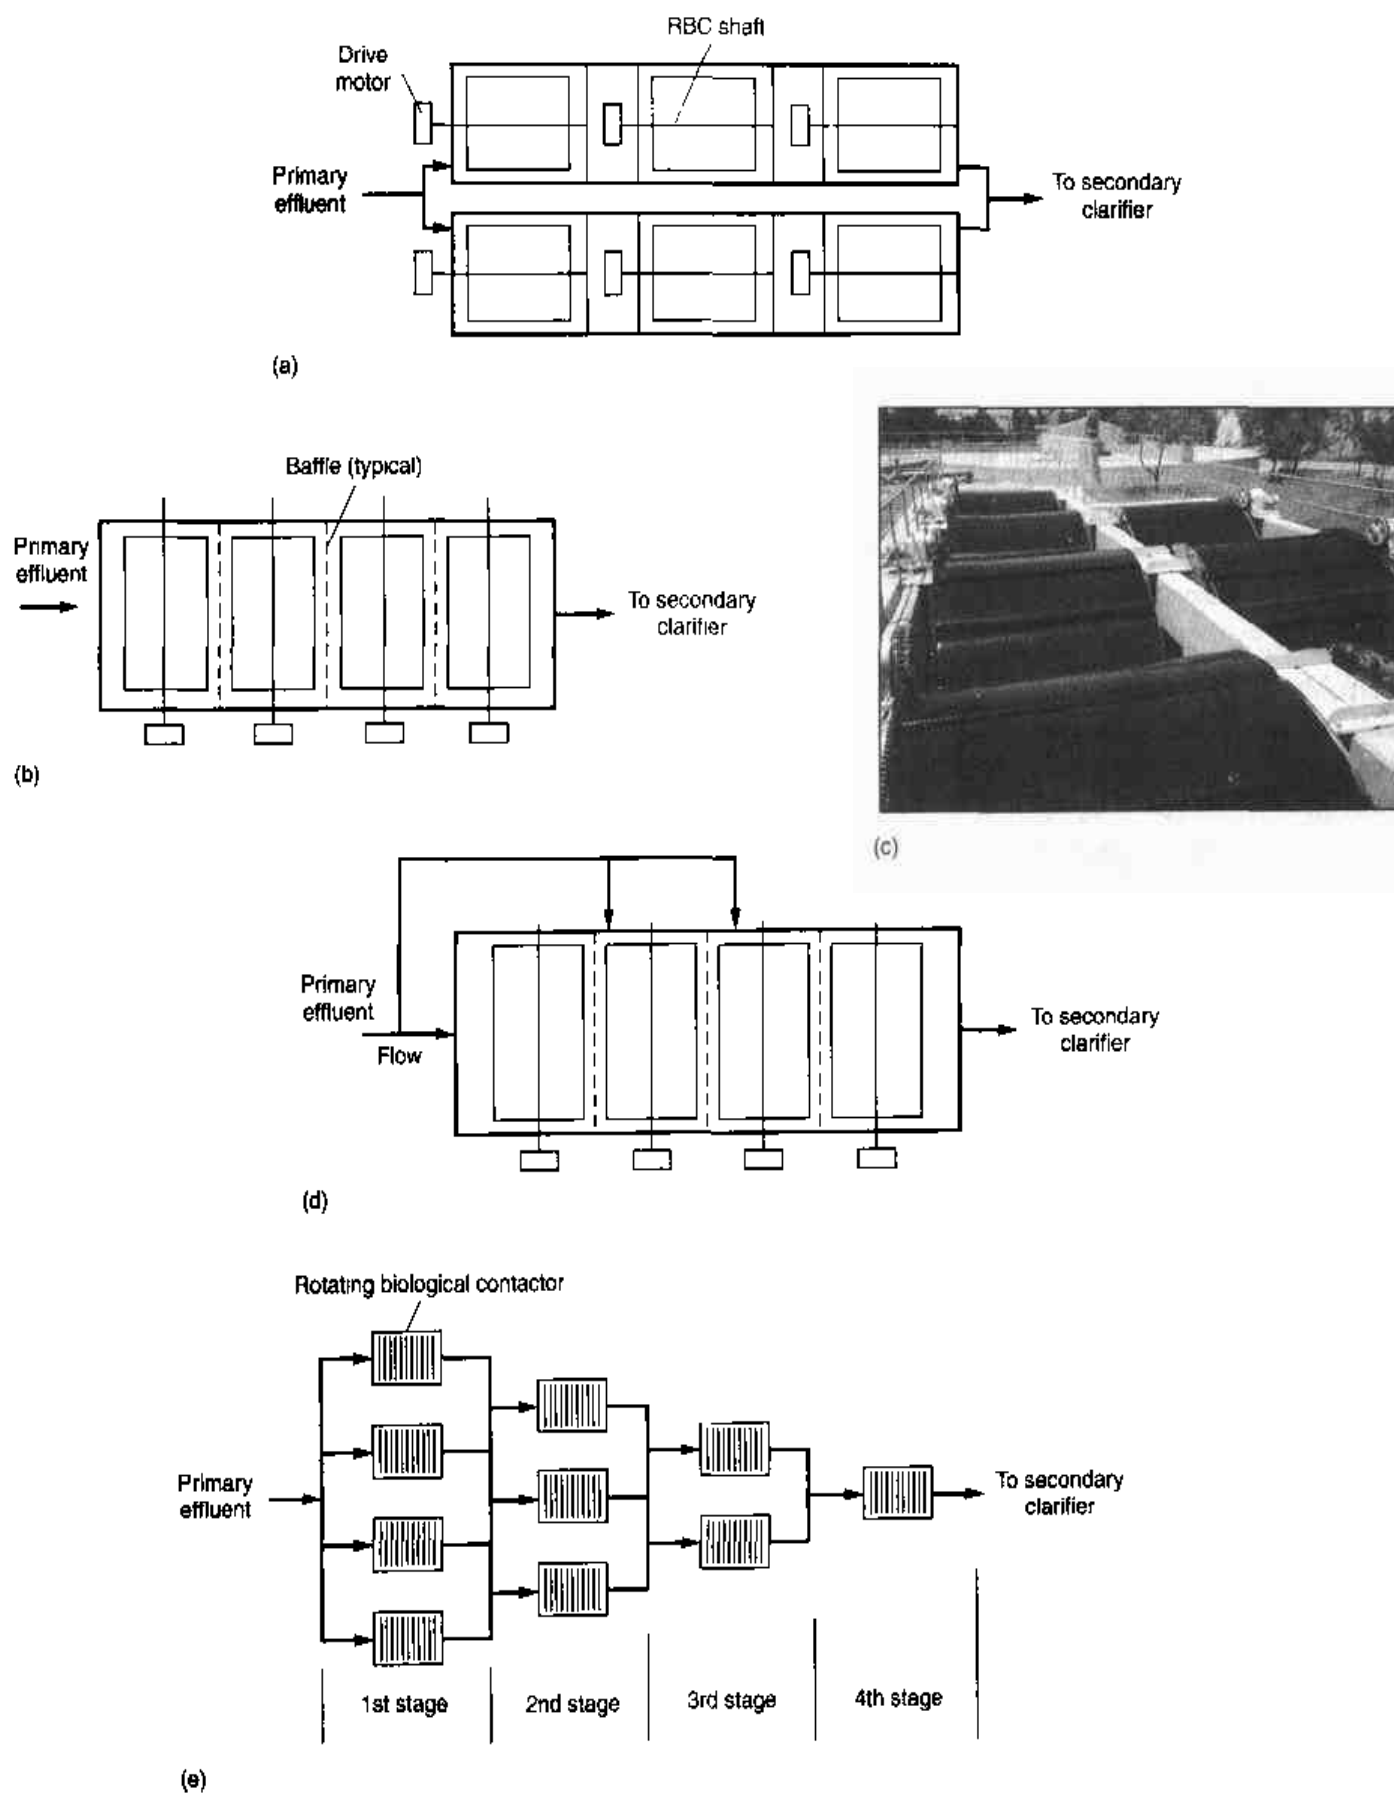 RBC shaft
Drive
motor
Primary
effluent
To secondary
clarifier
(a)
Baffle (typical)
Primary
effluent
To secondary
clarifier
(b)
(c)
Primary
effluent
Flow
To secondary
clarifier
(d)
Rotating biological contactor
Primary
effluent
To secondary
clarifier
1st stage
2nd stage
3rd stage
4th stage
(e)